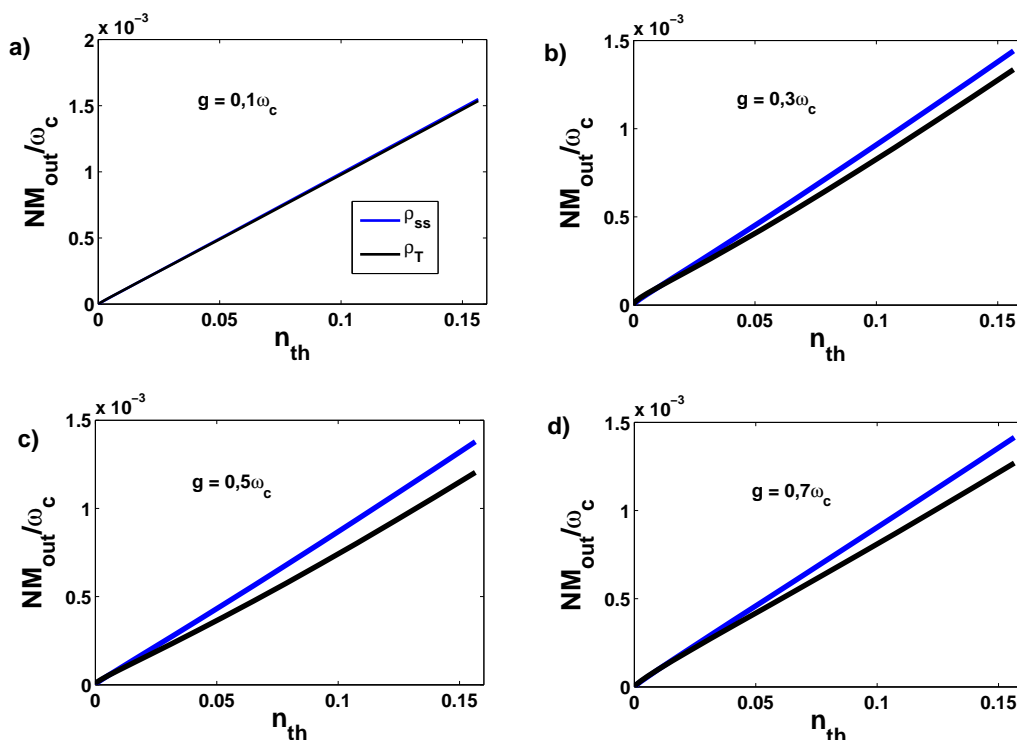 a)
x 10⁻³
2
1.5
1
0.5
0
NM_out/ω_c
g = 0,1ω_c
ρ_ss
ρ_T
0 0.05 0.1 0.15
n_th
b)
x 10⁻³
1.5
1
0.5
0
NM_out/ω_c
g = 0,3ω_c
0 0.05 0.1 0.15
n_th
c)
x 10⁻³
1.5
1
0.5
0
NM_out/ω_c
g = 0,5ω_c
0 0.05 0.1 0.15
n_th
d)
x 10⁻³
1.5
1
0.5
0
NM_out/ω_c
g = 0,7ω_c
0 0.05 0.1 0.15
n_th